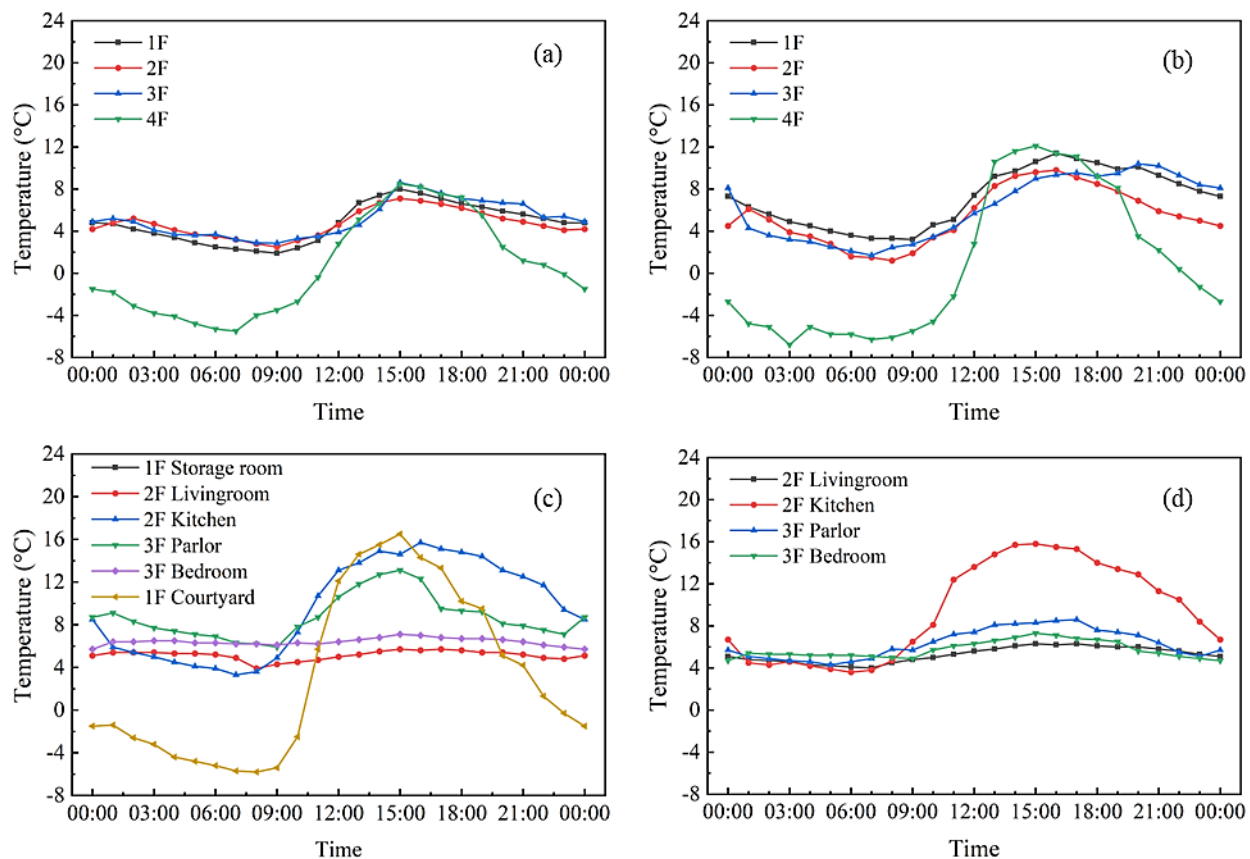 24
20
16
12
8
4
0
-4
-8
Temperature (°C)
1F
2F
3F
4F
(a)
00:00 03:00 06:00 09:00 12:00 15:00 18:00 21:00 00:00
Time
24
20
16
12
8
4
0
-4
-8
Temperature (°C)
1F
2F
3F
4F
(b)
00:00 03:00 06:00 09:00 12:00 15:00 18:00 21:00 00:00
Time
24
20
16
12
8
4
0
-4
-8
Temperature (°C)
1F Storage room
2F Livingroom
2F Kitchen
3F Parlor
3F Bedroom
1F Courtyard
(c)
00:00 03:00 06:00 09:00 12:00 15:00 18:00 21:00 00:00
Time
24
20
16
12
8
4
0
-4
-8
Temperature (°C)
2F Livingroom
2F Kitchen
3F Parlor
3F Bedroom
(d)
00:00 03:00 06:00 09:00 12:00 15:00 18:00 21:00 00:00
Time